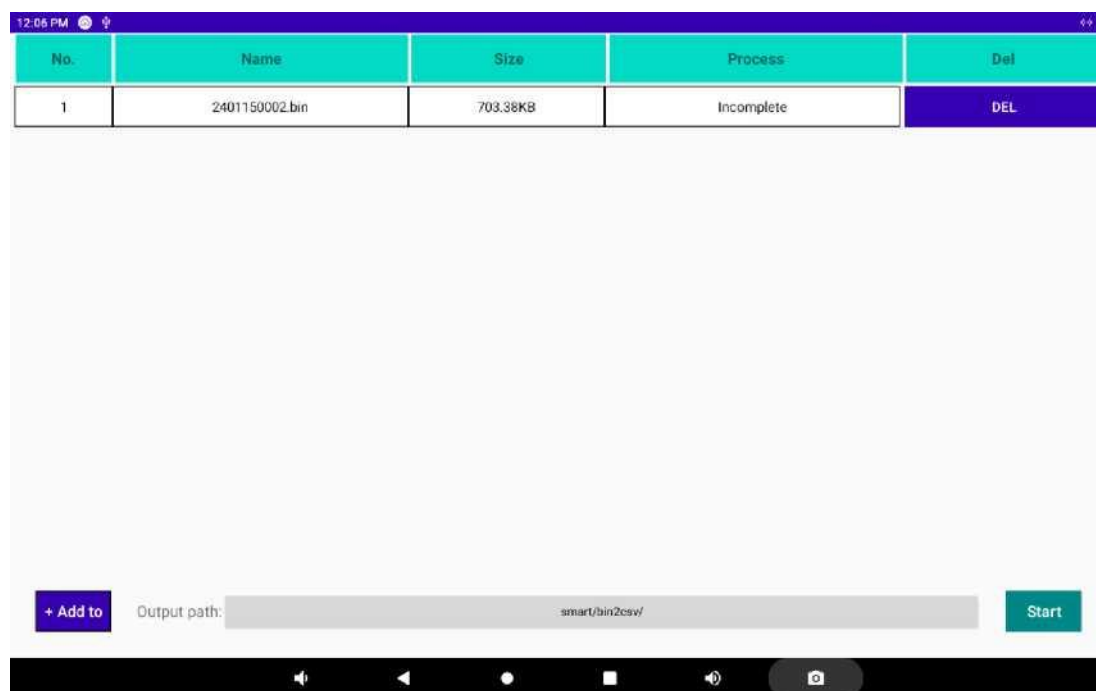 12:06 PM
No. Name Size Process Del
1 2401150002.bin 703.38KB Incomplete DEL
+ Add to Output path: smart/bin2csv/ Start